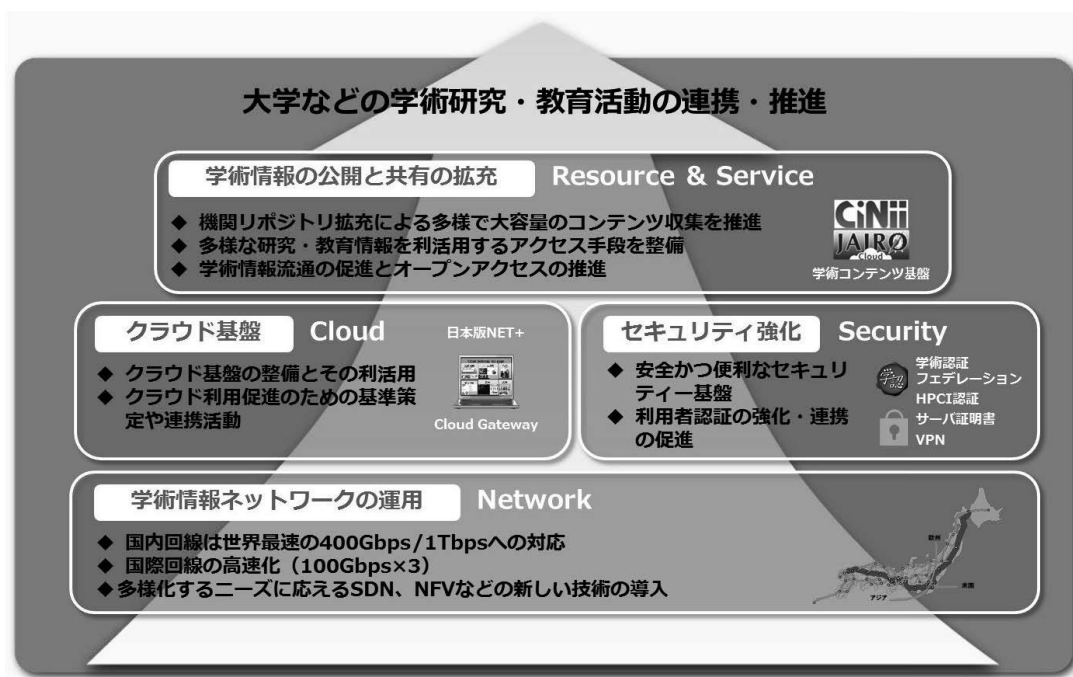 大学などの学術研究・教育活動の連携・推進
学術情報の公開と共有の拡充
Resource & Service
◆ 機関リポジトリ拡充による多様で大容量のコンテンツ収集を推進
◆ 多様な研究・教育情報を利活用するアクセス手段を整備
◆ 学術情報流通の促進とオープンアクセスの推進
CiNii
JAIRO
Cloud
学術コンテンツ基盤
クラウド基盤
Cloud
日本版NET+
◆ クラウド基盤の整備とその利活用
◆ クラウド利用促進のための基準策
定や連携活動
Cloud Gateway
セキュリティ強化
Security
◆ 安全かつ便利なセキュリ
ティー基盤
◆ 利用者認証の強化・連携
の促進
学認
学術認証
フェデレーション
HPCI認証
サーバ証明書
VPN
学術情報ネットワークの運用
Network
◆ 国内回線は世界最速の400Gbps/1Tbpsへの対応
◆ 国際回線の高速化（100Gbps×3）
◆多様化するニーズに応えるSDN、NFVなどの新しい技術の導入
欧州
米国
アジア